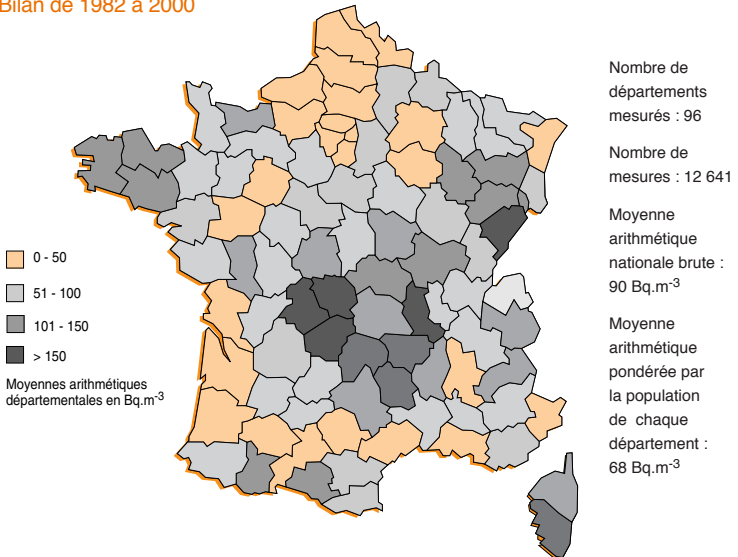 Bilan de 1982 à 2000
0 - 50
51 - 100
101 - 150
> 150
Moyennes arithmétiques
départementales en Bq.m-3
Nombre de
départements
mesurés : 96
Nombre de
mesures : 12 641
Moyenne
arithmétique
nationale brute :
90 Bq.m-3
Moyenne
arithmétique
pondérée par
la population
de chaque
département :
68 Bq.m-3